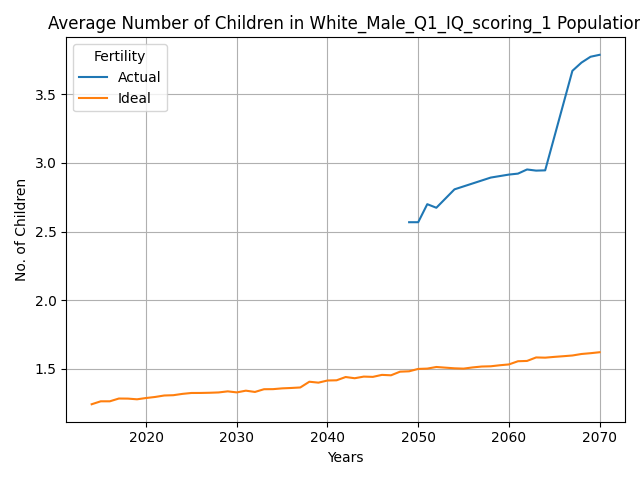 Average Number of Children in White_Male_Q1_IQ_scoring_1 Population
Fertility
Actual
Ideal
3.5
3.0
2.5
2.0
1.5
No. of Children
2020 2030 2040 2050 2060 2070
Years